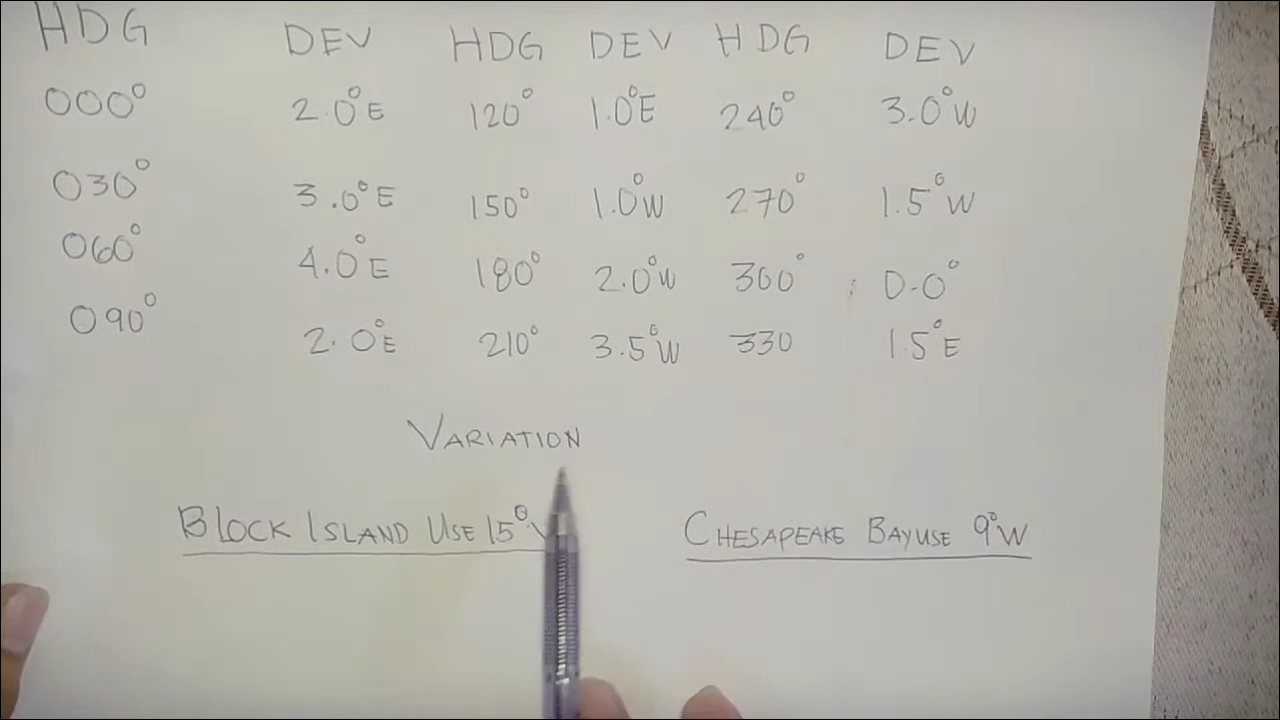 HDG DEV HDG DEV HDG DEV
000° 2.0°E 120° 1.0°E 240° 3.0°W
030° 3.0°E 150° 1.0°W 270° 1.5°W
060° 4.0°E 180° 2.0°W 300° 0.0°
090° 2.0°E 210° 3.5°W 330 1.5°E
VARIATION
BLOCK ISLAND USE 15° CHESAPEAKE BAY USE 9°W